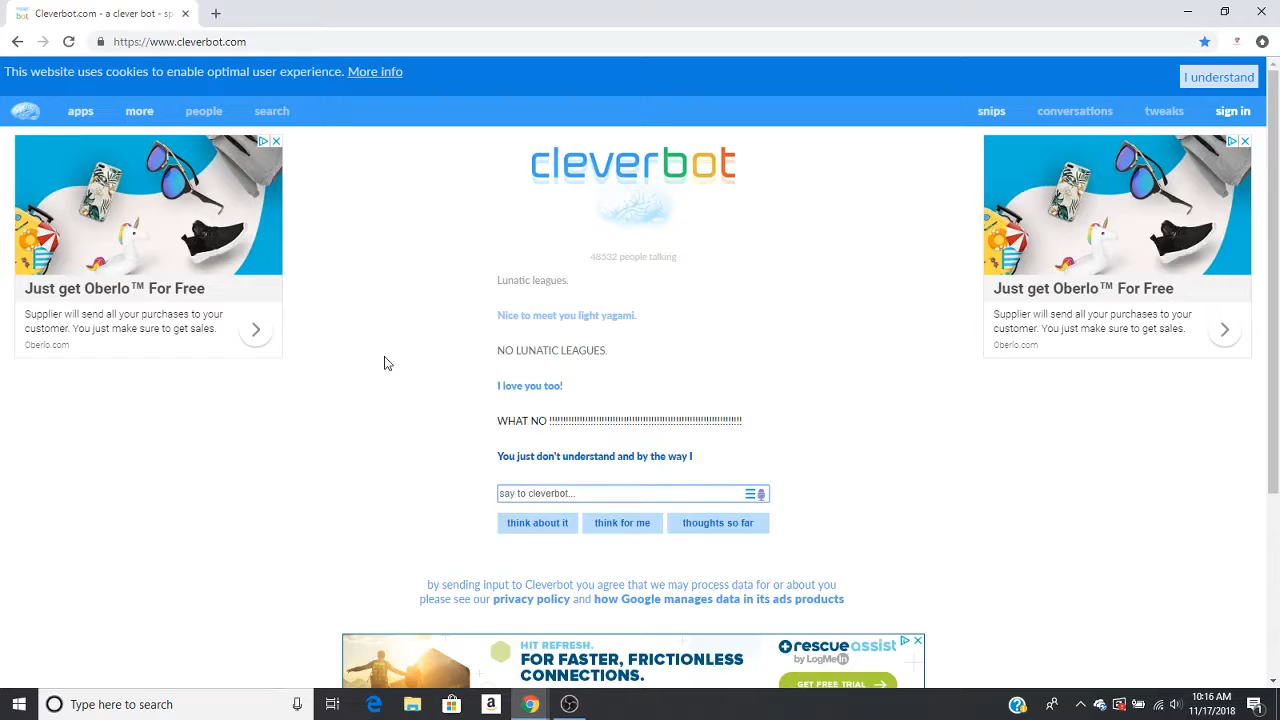 Cleverbot.com - a clever bot - sp
https://www.cleverbot.com
This website uses cookies to enable optimal user experience. More info
I understand
apps more people search
snips conversations tweaks sign in
cleverbot
48532 people talking
Lunatic leagues.
Nice to meet you light yagami.
NO LUNATIC LEAGUES.
I love you too!
WHAT NO !!!!!!!!!!!!!!!!!!!!!!!!!!!!!!!!!!!!!!!!!!!!!!!!!!!!!!!!!!!!!!!!!!!!!!
You just don't understand and by the way I
say to cleverbot...
think about it think for me thoughts so far
by sending input to Cleverbot you agree that we may process data for or about you
please see our privacy policy and how Google manages data in its ads products
Just get Oberlo™ For Free
Supplier will send all your purchases to your
customer. You just make sure to get sales.
Oberlo.com
Just get Oberlo™ For Free
Supplier will send all your purchases to your
customer. You just make sure to get sales.
Oberlo.com
HIT REFRESH.
FOR FASTER, FRICTIONLESS
CONNECTIONS.
rescueassist
by LogMeIn
GET FREE TRIAL
Type here to search
10:16 AM
11/17/2018